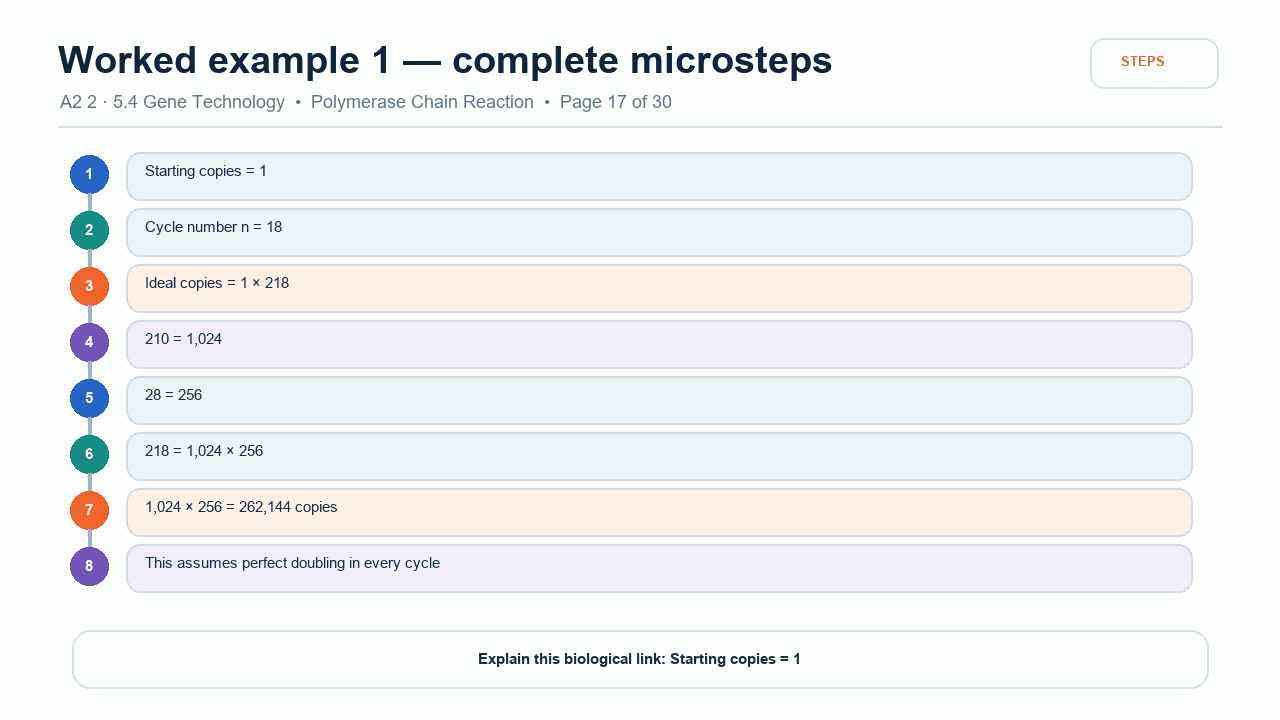 Worked example 1 — complete microsteps
STEPS
A2 2 · 5.4 Gene Technology • Polymerase Chain Reaction • Page 17 of 30
1
Starting copies = 1
2
Cycle number n = 18
3
Ideal copies = 1 × 218
4
210 = 1,024
5
28 = 256
6
218 = 1,024 × 256
7
1,024 × 256 = 262,144 copies
8
This assumes perfect doubling in every cycle
Explain this biological link: Starting copies = 1